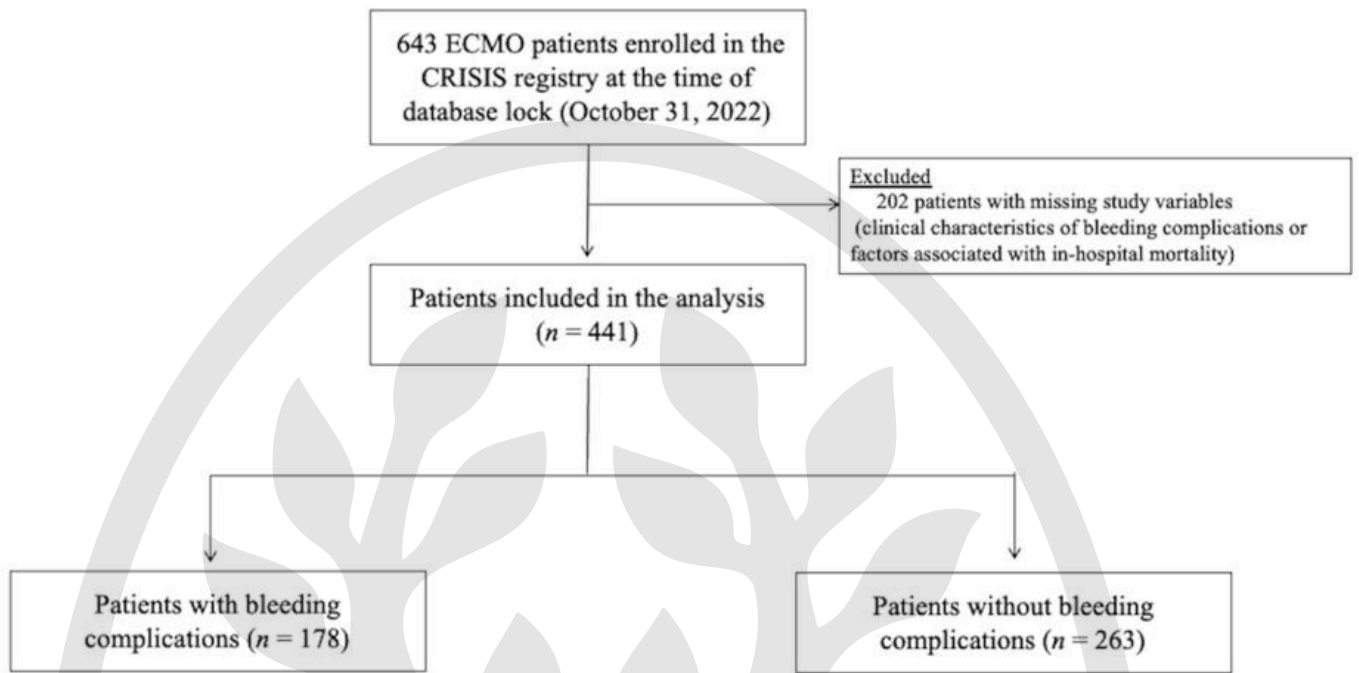 643 ECMO patients enrolled in the
CRISIS registry at the time of
database lock (October 31, 2022)
Excluded
202 patients with missing study variables
(clinical characteristics of bleeding complications or
factors associated with in-hospital mortality)
Patients included in the analysis
(n = 441)
Patients with bleeding
complications (n = 178)
Patients without bleeding
complications (n = 263)